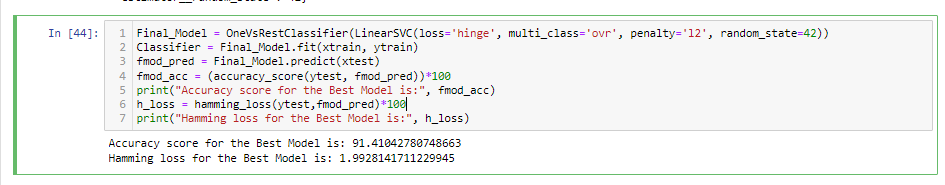 In [44]:
1 Final_Model = OneVsRestClassifier(LinearSVC(loss='hinge', multi_class='ovr', penalty='l2', random_state=42))
2 Classifier = Final_Model.fit(xtrain, ytrain)
3 fmod_pred = Final_Model.predict(xtest)
4 fmod_acc = (accuracy_score(ytest, fmod_pred))*100
5 print("Accuracy score for the Best Model is:", fmod_acc)
6 h_loss = hamming_loss(ytest,fmod_pred)*100
7 print("Hamming loss for the Best Model is:", h_loss)
Accuracy score for the Best Model is: 91.41042780748663
Hamming loss for the Best Model is: 1.9928141711229945